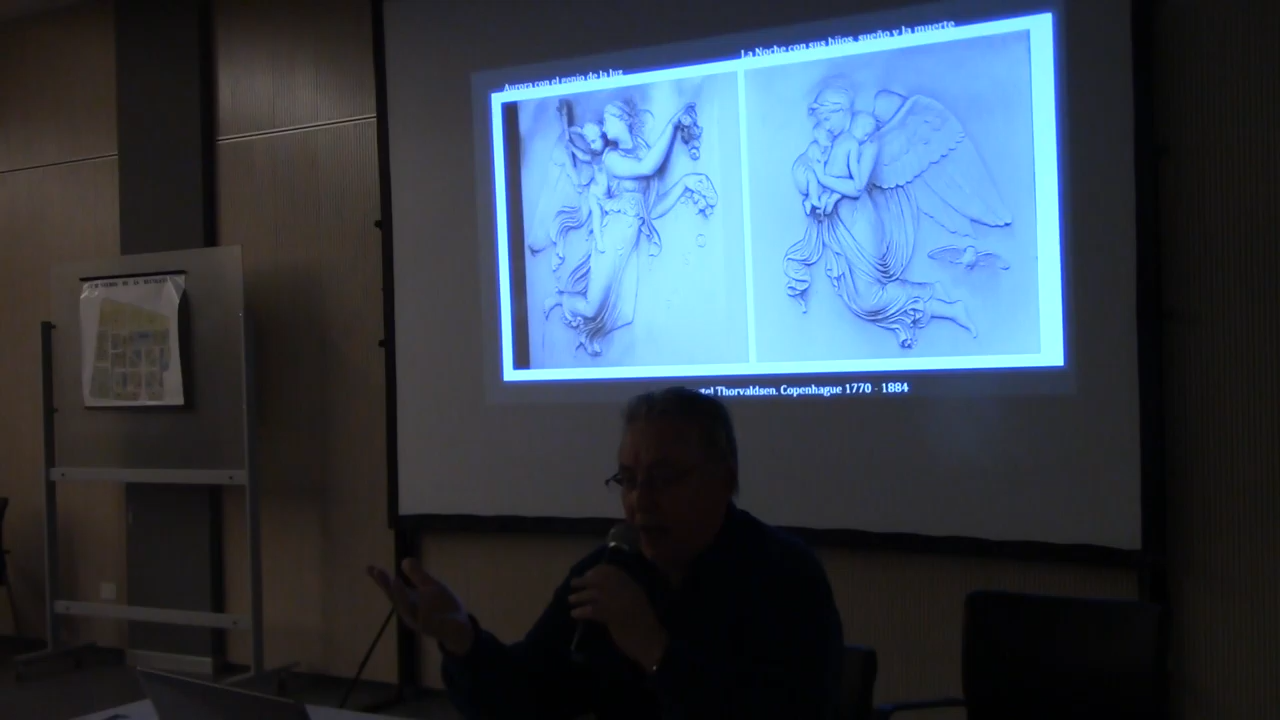 La Noche con sus hijos, sueño y la muerte
Aurora con el genio de la luz
Thorvaldsen. Copenhague 1770 - 1884